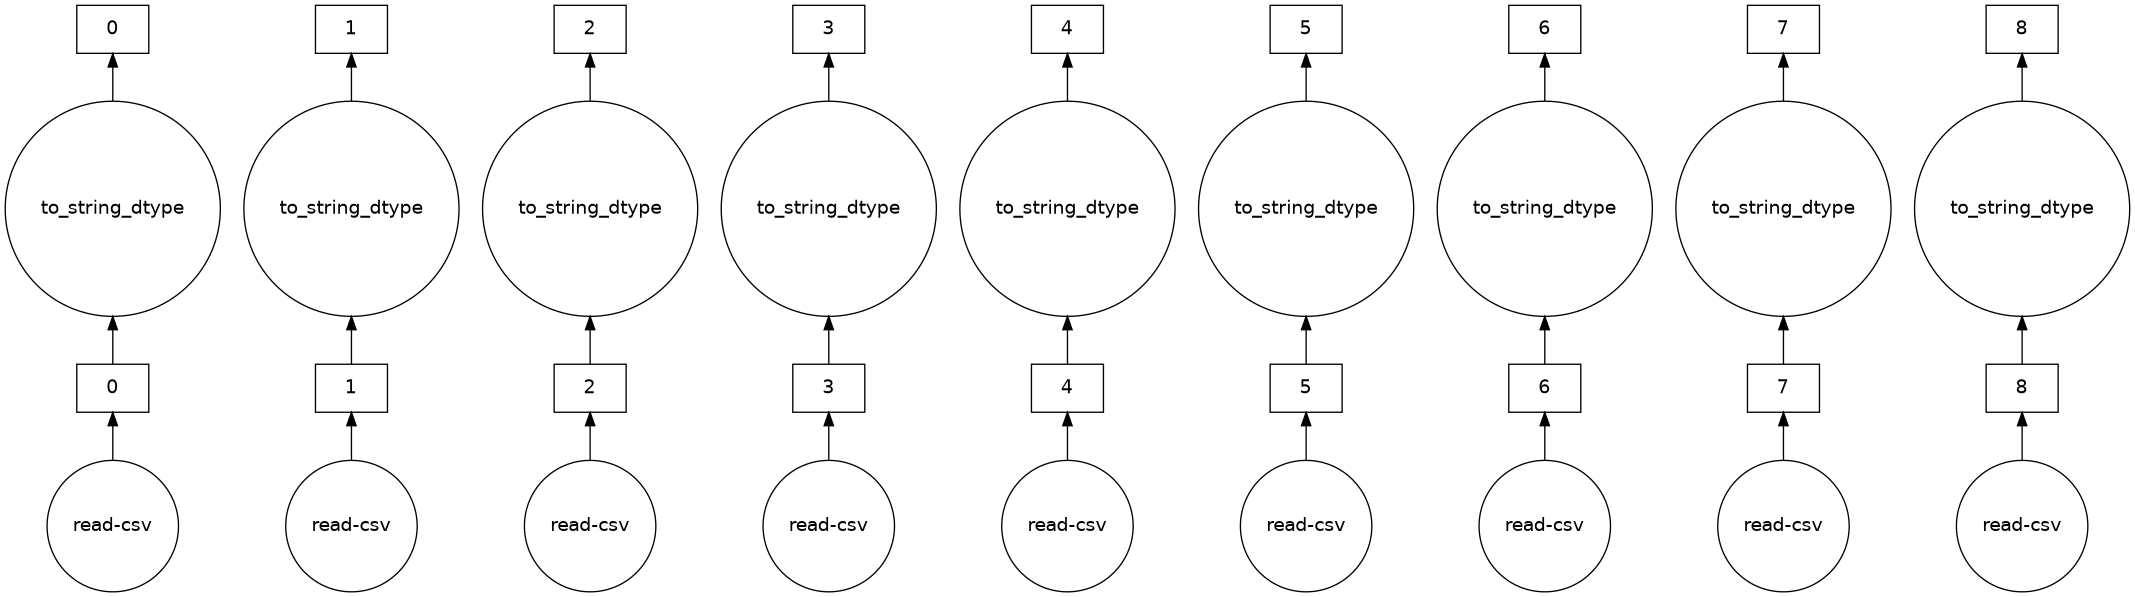 0 1 2 3 4 5 6 7 8
to_string_dtype to_string_dtype to_string_dtype to_string_dtype to_string_dtype to_string_dtype to_string_dtype to_string_dtype to_string_dtype
0 1 2 3 4 5 6 7 8
read-csv read-csv read-csv read-csv read-csv read-csv read-csv read-csv read-csv